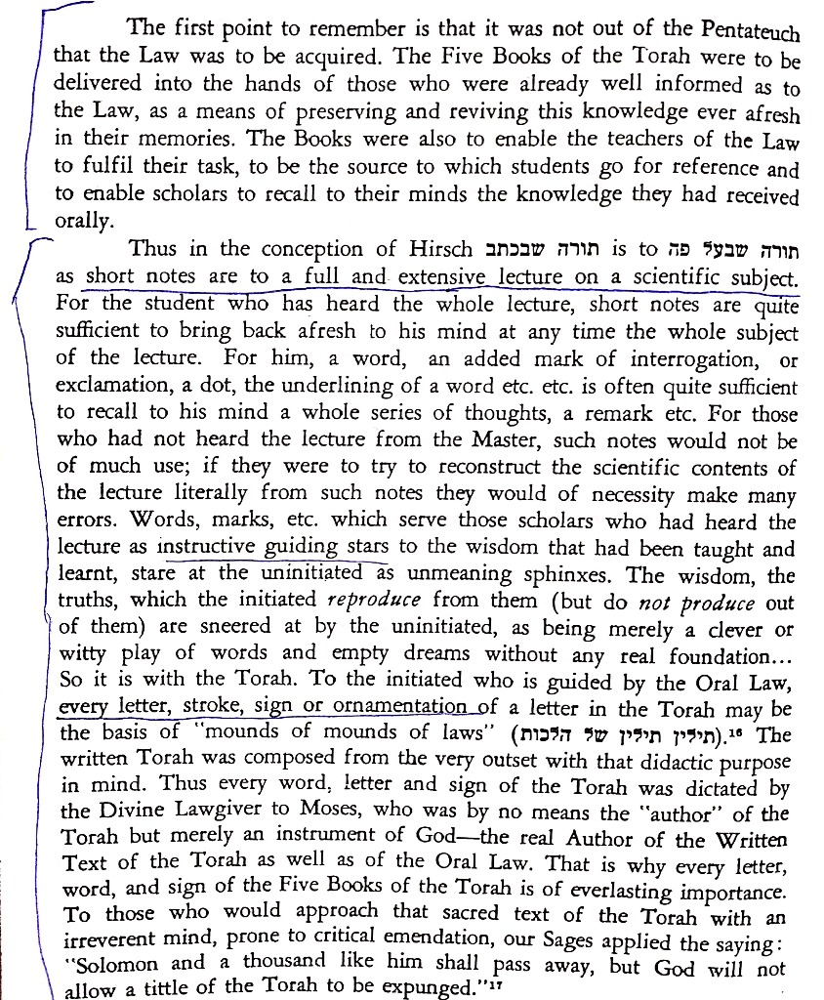 The first point to remember is that it was not out of the Pentateuch
that the Law was to be acquired. The Five Books of the Torah were to be
delivered into the hands of those who were already well informed as to
the Law, as a means of preserving and reviving this knowledge ever afresh
in their memories. The Books were also to enable the teachers of the Law
to fulfil their task, to be the source to which students go for reference and
to enable scholars to recall to their minds the knowledge they had received
orally.
Thus in the conception of Hirsch תורה שבכתב is to תורה שבעל פה
as short notes are to a full and extensive lecture on a scientific subject.
For the student who has heard the whole lecture, short notes are quite
sufficient to bring back afresh to his mind at any time the whole subject
of the lecture. For him, a word, an added mark of interrogation, or
exclamation, a dot, the underlining of a word etc. etc. is often quite sufficient
to recall to his mind a whole series of thoughts, a remark etc. For those
who had not heard the lecture from the Master, such notes would not be
of much use; if they were to try to reconstruct the scientific contents of
the lecture literally from such notes they would of necessity make many
errors. Words, marks, etc. which serve those scholars who had heard the
lecture as instructive guiding stars to the wisdom that had been taught and
learnt, stare at the uninitiated as unmeaning sphinxes. The wisdom, the
truths, which the initiated reproduce from them (but do not produce out
of them) are sneered at by the uninitiated, as being merely a clever or
witty play of words and empty dreams without any real foundation...
So it is with the Torah. To the initiated who is guided by the Oral Law,
every letter, stroke, sign or ornamentation of a letter in the Torah may be
the basis of "mounds of mounds of laws" (תילין תילין של הלכות).¹⁶ The
written Torah was composed from the very outset with that didactic purpose
in mind. Thus every word, letter and sign of the Torah was dictated by
the Divine Lawgiver to Moses, who was by no means the "author" of the
Torah but merely an instrument of God—the real Author of the Written
Text of the Torah as well as of the Oral Law. That is why every letter,
word, and sign of the Five Books of the Torah is of everlasting importance.
To those who would approach that sacred text of the Torah with an
irreverent mind, prone to critical emendation, our Sages applied the saying:
"Solomon and a thousand like him shall pass away, but God will not
allow a tittle of the Torah to be expunged."¹⁷